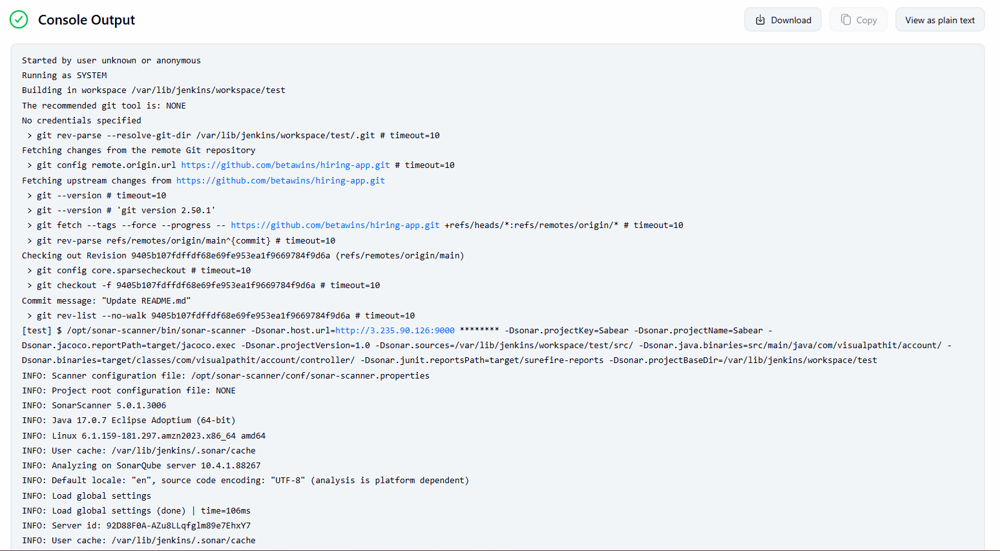 Console Output
Download
Copy
View as plain text
Started by user unknown or anonymous
Running as SYSTEM
Building in workspace /var/lib/jenkins/workspace/test
The recommended git tool is: NONE
No credentials specified
> git rev-parse --resolve-git-dir /var/lib/jenkins/workspace/test/.git # timeout=10
Fetching changes from the remote Git repository
> git config remote.origin.url https://github.com/betawins/hiring-app.git # timeout=10
Fetching upstream changes from https://github.com/betawins/hiring-app.git
> git --version # timeout=10
> git --version # 'git version 2.50.1'
> git fetch --tags --force --progress -- https://github.com/betawins/hiring-app.git +refs/heads/*:refs/remotes/origin/* # timeout=10
> git rev-parse refs/remotes/origin/main^{commit} # timeout=10
Checking out Revision 9405b107fdffdf68e69fe953ea1f9669784f9d6a (refs/remotes/origin/main)
> git config core.sparsecheckout # timeout=10
> git checkout -f 9405b107fdffdf68e69fe953ea1f9669784f9d6a # timeout=10
Commit message: "Update README.md"
> git rev-list --no-walk 9405b107fdffdf68e69fe953ea1f9669784f9d6a # timeout=10
[test] $ /opt/sonar-scanner/bin/sonar-scanner -Dsonar.host.url=http://3.235.90.126:9000 ******** -Dsonar.projectKey=Sabear -Dsonar.projectName=Sabear -
Dsonar.jacoco.reportPath=target/jacoco.exec -Dsonar.projectVersion=1.0 -Dsonar.sources=/var/lib/jenkins/workspace/test/src/ -Dsonar.java.binaries=src/main/java/com/visualpathit/account/ -
Dsonar.binaries=target/classes/com/visualpathit/account/controller/ -Dsonar.junit.reportsPath=target/surefire-reports -Dsonar.projectBaseDir=/var/lib/jenkins/workspace/test
INFO: Scanner configuration file: /opt/sonar-scanner/conf/sonar-scanner.properties
INFO: Project root configuration file: NONE
INFO: SonarScanner 5.0.1.3006
INFO: Java 17.0.7 Eclipse Adoptium (64-bit)
INFO: Linux 6.1.159-181.297.amzn2023.x86_64 amd64
INFO: User cache: /var/lib/jenkins/.sonar/cache
INFO: Analyzing on SonarQube server 10.4.1.88267
INFO: Default locale: "en", source code encoding: "UTF-8" (analysis is platform dependent)
INFO: Load global settings
INFO: Load global settings (done) | time=106ms
INFO: Server id: 92D88F0A-AZu8LLqfglm89e7EhxY7
INFO: User cache: /var/lib/jenkins/.sonar/cache